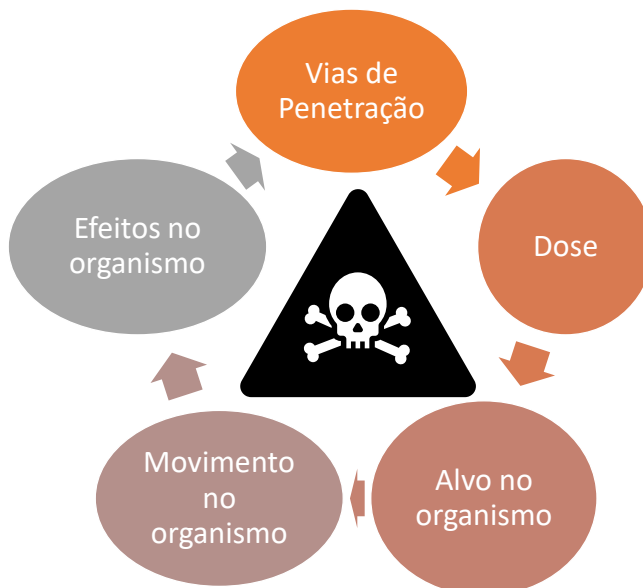 Vias de
Penetração
Dose
Alvo no
organismo
Movimento
no
organismo
Efeitos no
organismo